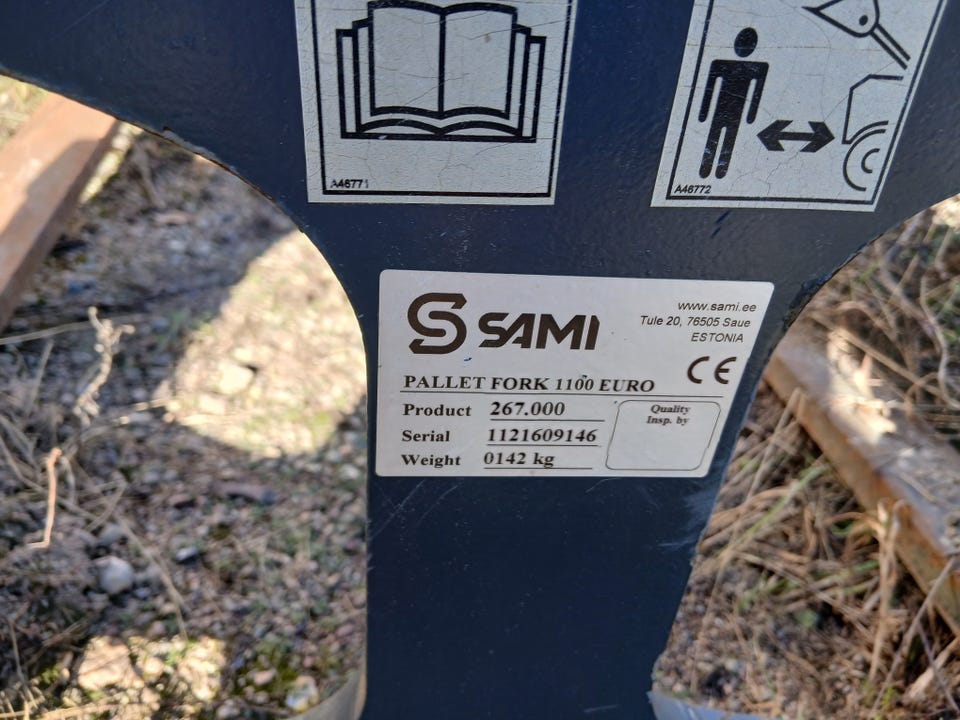 A46771
A46772
SAMI
www.sami.ee
Tule 20, 76505 Saue
ESTONIA
CE
PALLET FORK 1100 EURO
Product 267.000
Serial 1121609146
Weight 0142 kg
Quality
Insp. by